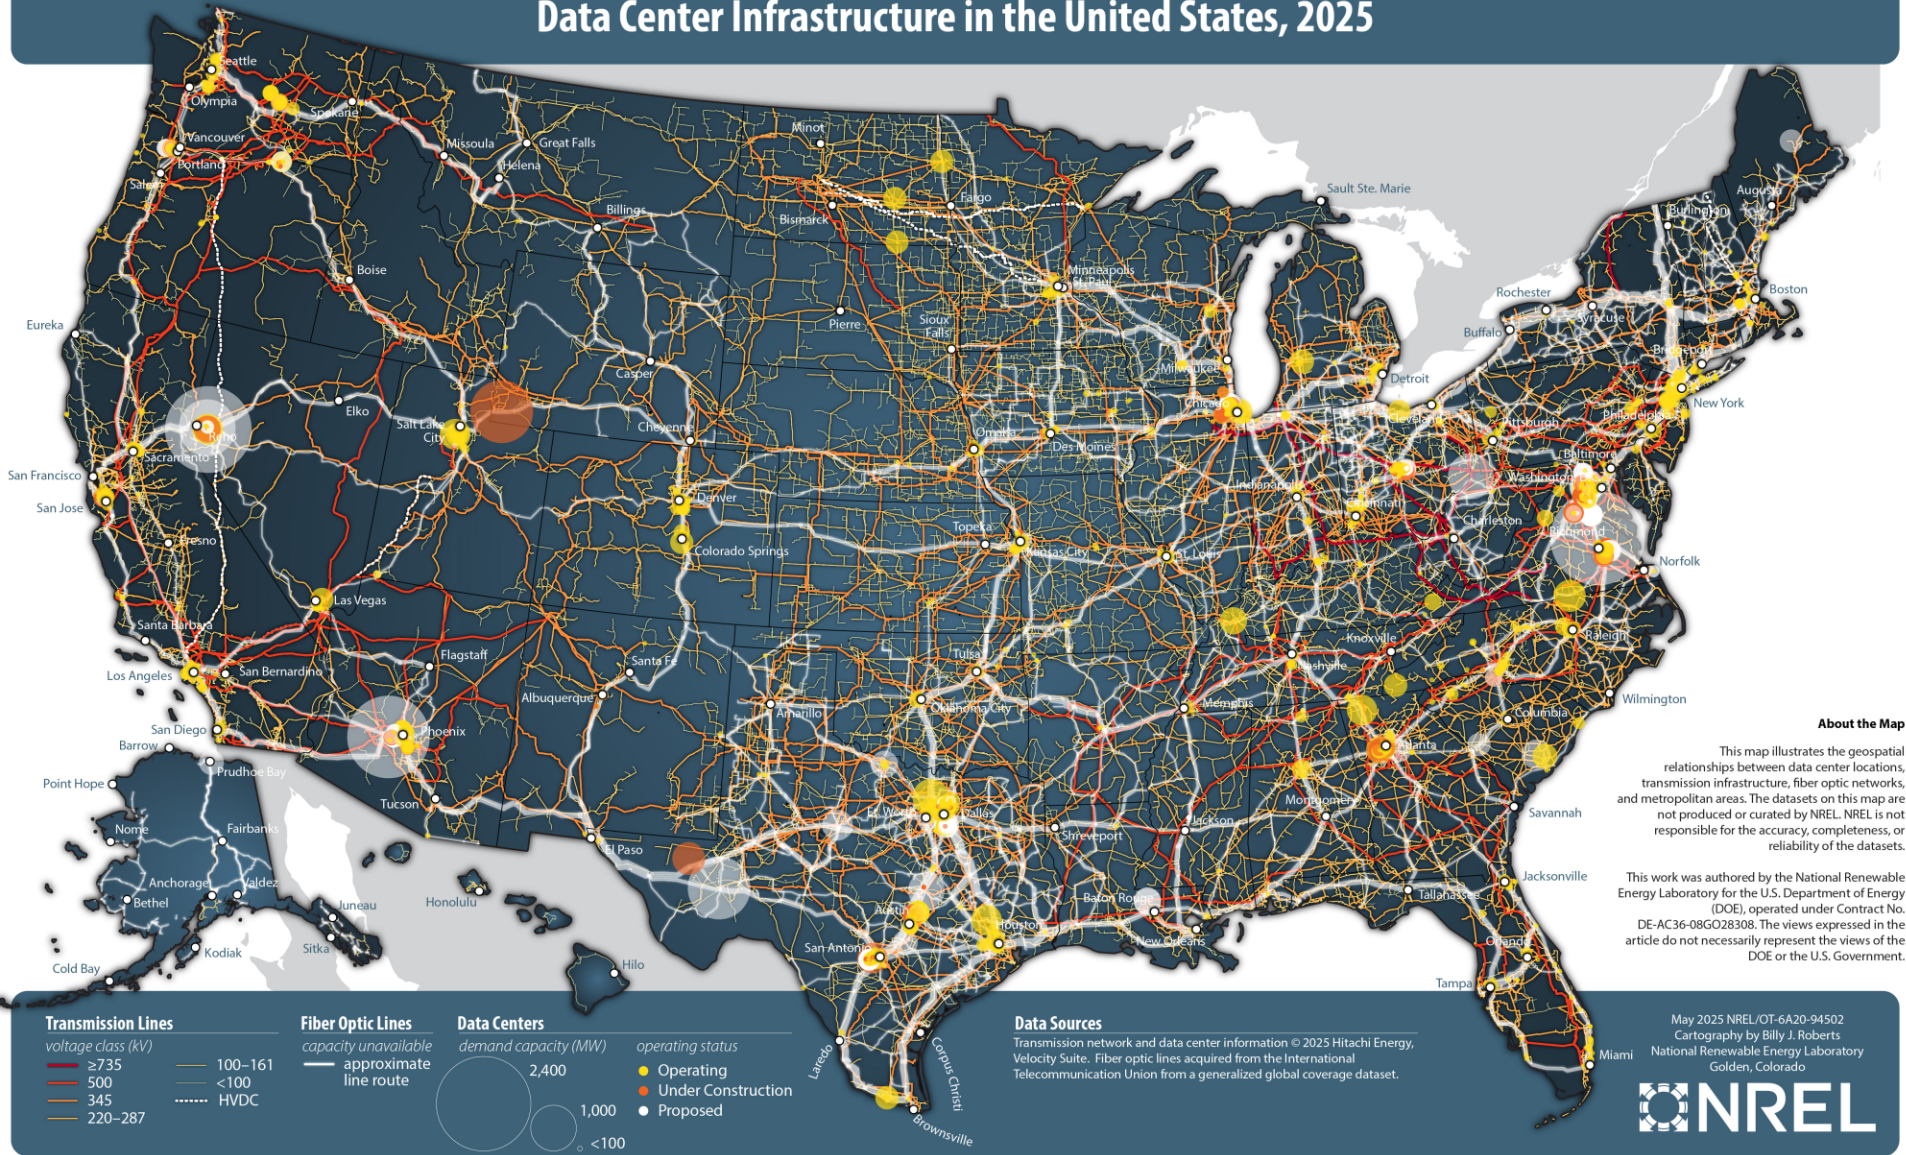 Data Center Infrastructure in the United States, 2025
Seattle
Olympia
Spokane
Vancouver
Portland
Salem
Missoula
Great Falls
Helena
Minot
Bismarck
Fargo
Sault Ste. Marie
Augusta
Burlington
Billings
Boise
Minneapolis
St. Paul
Rochester
Boston
Syracuse
Buffalo
Eureka
Pierre
Sioux
Falls
Casper
Milwaukee
Bridgeport
Detroit
Elko
Salt Lake
City
Cheyenne
Chicago
Cleveland
New York
Philadelphia
Pittsburgh
Reno
Sacramento
Omaha
Des Moines
Baltimore
San Francisco
San Jose
Denver
Indianapolis
Washington D.C.
Cincinnati
Charleston
Richmond
Fresno
Colorado Springs
Topeka
Kansas City
St. Louis
Norfolk
Las Vegas
Santa Barbara
Knoxville
Raleigh
Flagstaff
Santa Fe
Tulsa
Nashville
Los Angeles
San Bernardino
Albuquerque
Amarillo
Oklahoma City
Memphis
Wilmington
Columbia
San Diego
Phoenix
Atlanta
Barrow
Prudhoe Bay
Point Hope
Tucson
Montgomery
Savannah
Ft. Worth
Dallas
Jackson
Shreveport
Nome
Fairbanks
El Paso
Anchorage
Valdez
Bethel
Juneau
Honolulu
Baton Rouge
Tallahassee
Jacksonville
Austin
Houston
New Orleans
Kodiak
Sitka
San Antonio
Orlando
Cold Bay
Hilo
Tampa
Laredo
Corpus Christi
Brownsville
Miami
About the Map
This map illustrates the geospatial
relationships between data center locations,
transmission infrastructure, fiber optic networks,
and metropolitan areas. The datasets on this map are
not produced or curated by NREL. NREL is not
responsible for the accuracy, completeness, or
reliability of the datasets.
This work was authored by the National Renewable
Energy Laboratory for the U.S. Department of Energy
(DOE), operated under Contract No.
DE-AC36-08GO28308. The views expressed in the
article do not necessarily represent the views of the
DOE or the U.S. Government.
Transmission Lines
voltage class (kV)
≥735
500
345
220–287
100–161
<100
HVDC
Fiber Optic Lines
capacity unavailable
approximate
line route
Data Centers
demand capacity (MW)
2,400
1,000
<100
operating status
Operating
Under Construction
Proposed
Data Sources
Transmission network and data center information © 2025 Hitachi Energy,
Velocity Suite. Fiber optic lines acquired from the International
Telecommunication Union from a generalized global coverage dataset.
May 2025 NREL/OT-6A20-94502
Cartography by Billy J. Roberts
National Renewable Energy Laboratory
Golden, Colorado
NREL